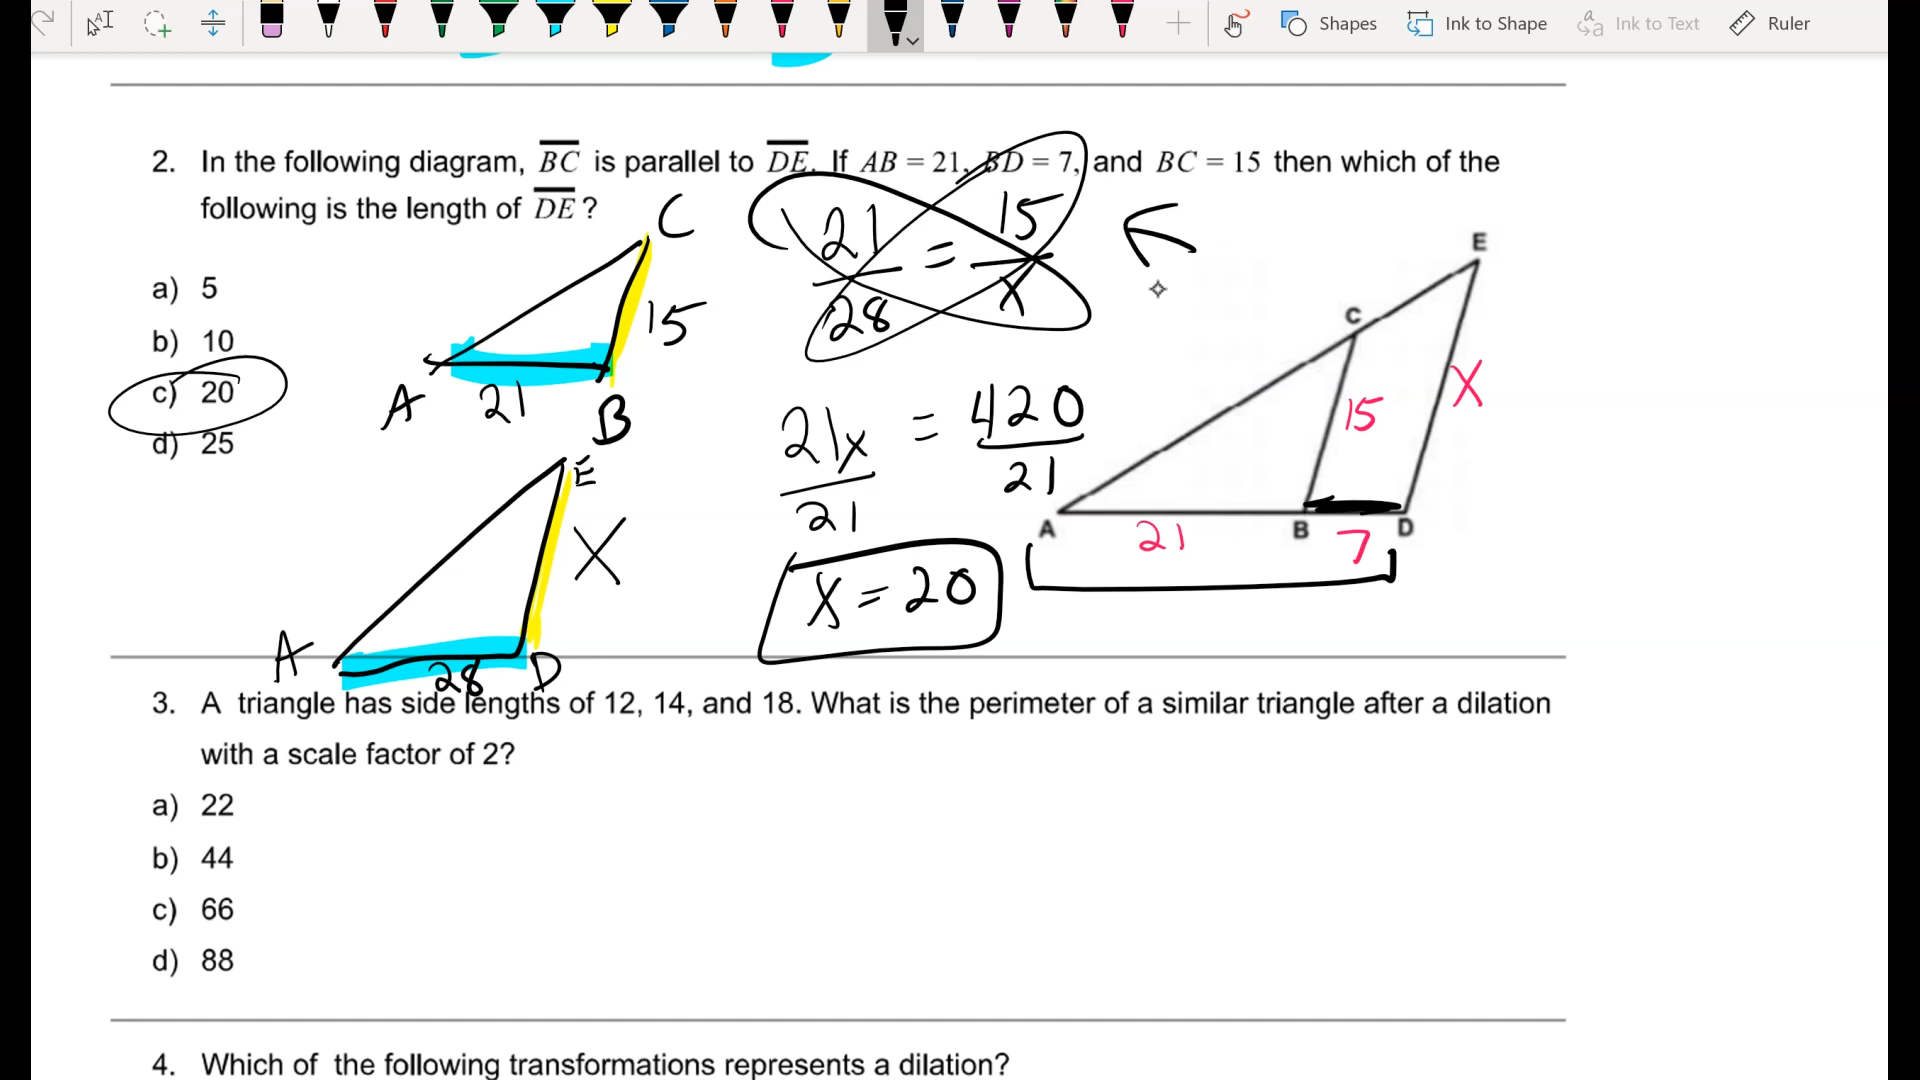 Shapes Ink to Shape Ink to Text Ruler
2. In the following diagram, BC is parallel to DE. If AB = 21, BD = 7, and BC = 15 then which of the
following is the length of DE ?
a) 5
b) 10
c) 20
d) 25
C
15
A 21 B
E
X
A 28 D
21 = 15
28 x
21x = 420
21 21
x = 20
E
C
15 X
A 21 B 7 D
3. A triangle has side lengths of 12, 14, and 18. What is the perimeter of a similar triangle after a dilation
with a scale factor of 2?
a) 22
b) 44
c) 66
d) 88
4. Which of the following transformations represents a dilation?